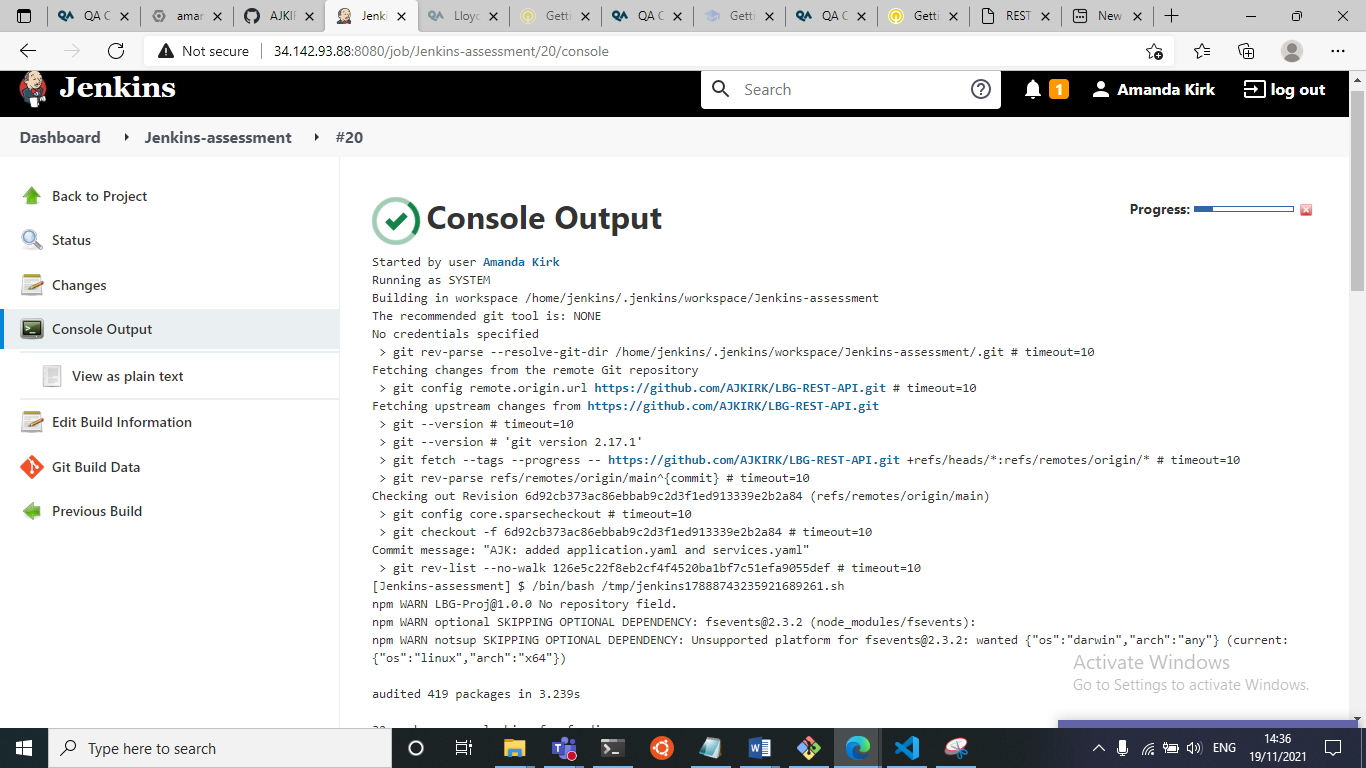 QA C
amar
AJKIF
Jenki
Lloyd
Getti
QA C
Getti
QA C
Getti
REST
New
Not secure
34.142.93.88:8080/job/Jenkins-assessment/20/console
Jenkins
Search
1
Amanda Kirk
log out
Dashboard
Jenkins-assessment
#20
Back to Project
Status
Changes
Console Output
View as plain text
Edit Build Information
Git Build Data
Previous Build
Console Output
Progress:
Started by user Amanda Kirk
Running as SYSTEM
Building in workspace /home/jenkins/.jenkins/workspace/Jenkins-assessment
The recommended git tool is: NONE
No credentials specified
> git rev-parse --resolve-git-dir /home/jenkins/.jenkins/workspace/Jenkins-assessment/.git # timeout=10
Fetching changes from the remote Git repository
> git config remote.origin.url https://github.com/AJKIRK/LBG-REST-API.git # timeout=10
Fetching upstream changes from https://github.com/AJKIRK/LBG-REST-API.git
> git --version # timeout=10
> git --version # 'git version 2.17.1'
> git fetch --tags --progress -- https://github.com/AJKIRK/LBG-REST-API.git +refs/heads/*:refs/remotes/origin/* # timeout=10
> git rev-parse refs/remotes/origin/main^{commit} # timeout=10
Checking out Revision 6d92cb373ac86ebbab9c2d3f1ed913339e2b2a84 (refs/remotes/origin/main)
> git config core.sparsecheckout # timeout=10
> git checkout -f 6d92cb373ac86ebbab9c2d3f1ed913339e2b2a84 # timeout=10
Commit message: "AJK: added application.yaml and services.yaml"
> git rev-list --no-walk 126e5c22f8eb2cf4f4520ba1bf7c51efa9055def # timeout=10
[Jenkins-assessment] $ /bin/bash /tmp/jenkins17888743235921689261.sh
npm WARN LBG-Proj@1.0.0 No repository field.
npm WARN optional SKIPPING OPTIONAL DEPENDENCY: fsevents@2.3.2 (node_modules/fsevents):
npm WARN notsup SKIPPING OPTIONAL DEPENDENCY: Unsupported platform for fsevents@2.3.2: wanted {"os":"darwin","arch":"any"} (current:
{"os":"linux","arch":"x64"})
audited 419 packages in 3.239s
Activate Windows
Go to Settings to activate Windows.
Type here to search
ENG
14:36
19/11/2021